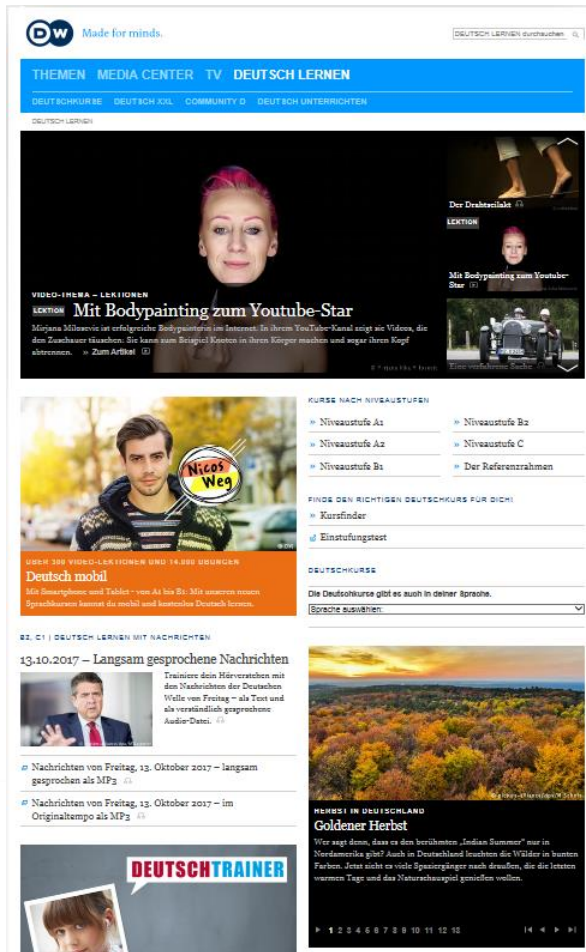 DW Made for minds.
DEUTSCH LERNEN durchsuchen
THEMEN MEDIA CENTER TV DEUTSCH LERNEN
DEUTSCHKURSE DEUTSCH XXL COMMUNITY D DEUTSCH UNTERRICHTEN
DEUTSCH LERNEN
Der Drahtseilakt
LEKTION
Mit Bodypainting zum Youtube-
Star
Eine verfahrene Sache
VIDEO-THEMA – LEKTIONEN
LEKTION Mit Bodypainting zum Youtube-Star
Mirjana Milosevic ist erfolgreiche Bodypainterin im Internet. In ihrem YouTube-Kanal zeigt sie Videos, die
den Zuschauer täuschen: Sie kann zum Beispiel Knoten in ihren Körper machen und sogar ihren Kopf
abtrennen. » Zum Artikel
Nicos
Weg
© DW
ÜBER 300 VIDEO-LEKTIONEN UND 14.000 ÜBUNGEN
Deutsch mobil
Mit Smartphone und Tablet - von A1 bis B1: Mit unseren neuen
Sprachkursen kannst du mobil und kostenlos Deutsch lernen.
KURSE NACH NIVEAUSTUFEN
» Niveaustufe A1
» Niveaustufe B2
» Niveaustufe A2
» Niveaustufe C
» Niveaustufe B1
» Der Referenzrahmen
FINDE DEN RICHTIGEN DEUTSCHKURS FÜR DICH!
» Kursfinder
Einstufungstest
DEUTSCHKURSE
Die Deutschkurse gibt es auch in deiner Sprache.
Sprache auswählen:
B2, C1 | DEUTSCH LERNEN MIT NACHRICHTEN
13.10.2017 – Langsam gesprochene Nachrichten
Trainiere dein Hörverstehen mit
den Nachrichten der Deutschen
Welle von Freitag – als Text und
als verständlich gesprochene
Audio-Datei.
Nachrichten von Freitag, 13. Oktober 2017 – langsam
gesprochen als MP3
Nachrichten von Freitag, 13. Oktober 2017 – im
Originaltempo als MP3
DEUTSCHTRAINER
HERBST IN DEUTSCHLAND
Goldener Herbst
Wer sagt denn, dass es den berühmten „Indian Summer" nur in
Nordamerika gibt? Auch in Deutschland leuchten die Wälder in bunten
Farben. Jetzt zieht es viele Spaziergänger nach draußen, die die letzten
warmen Tage und das Naturschauspiel genießen wollen.
1 2 3 4 5 6 7 8 9 10 11 12 13